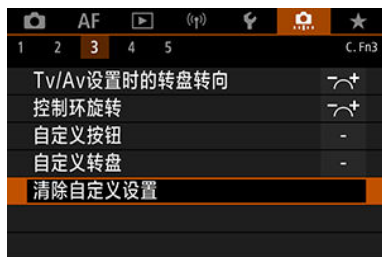 AF
1 2 3 4 5 C.Fn3
Tv/Av设置时的转盘转向 -+
控制环旋转 -+
自定义按钮 -
自定义转盘 -
清除自定义设置